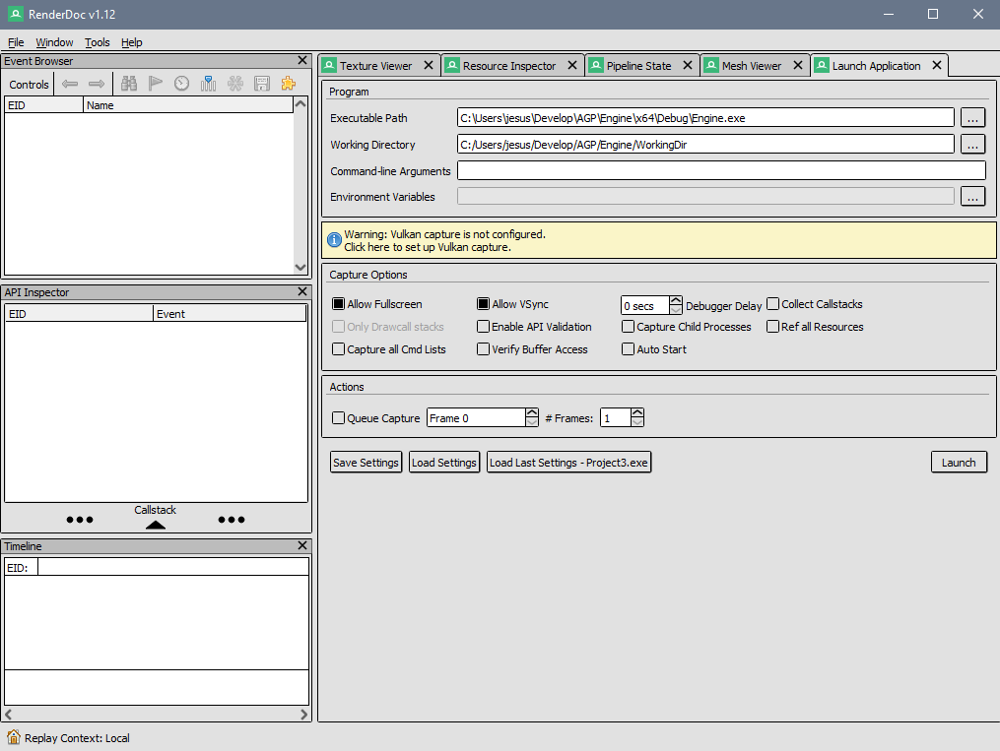 RenderDoc v1.12
File Window Tools Help
Event Browser
Controls
EID Name
API Inspector
EID Event
Callstack
Timeline
EID:
Texture Viewer Resource Inspector Pipeline State Mesh Viewer Launch Application
Program
Executable Path C:\Users\jesus\Develop\AGP\Engine\x64\Debug\Engine.exe ...
Working Directory C:/Users/jesus/Develop/AGP/Engine/WorkingDir ...
Command-line Arguments
Environment Variables ...
Warning: Vulkan capture is not configured.
Click here to set up Vulkan capture.
Capture Options
Allow Fullscreen Allow VSync 0 secs Debugger Delay Collect Callstacks
Only Drawcall stacks Enable API Validation Capture Child Processes Ref all Resources
Capture all Cmd Lists Verify Buffer Access Auto Start
Actions
Queue Capture Frame 0 # Frames: 1
Save Settings Load Settings Load Last Settings - Project3.exe Launch
Replay Context: Local